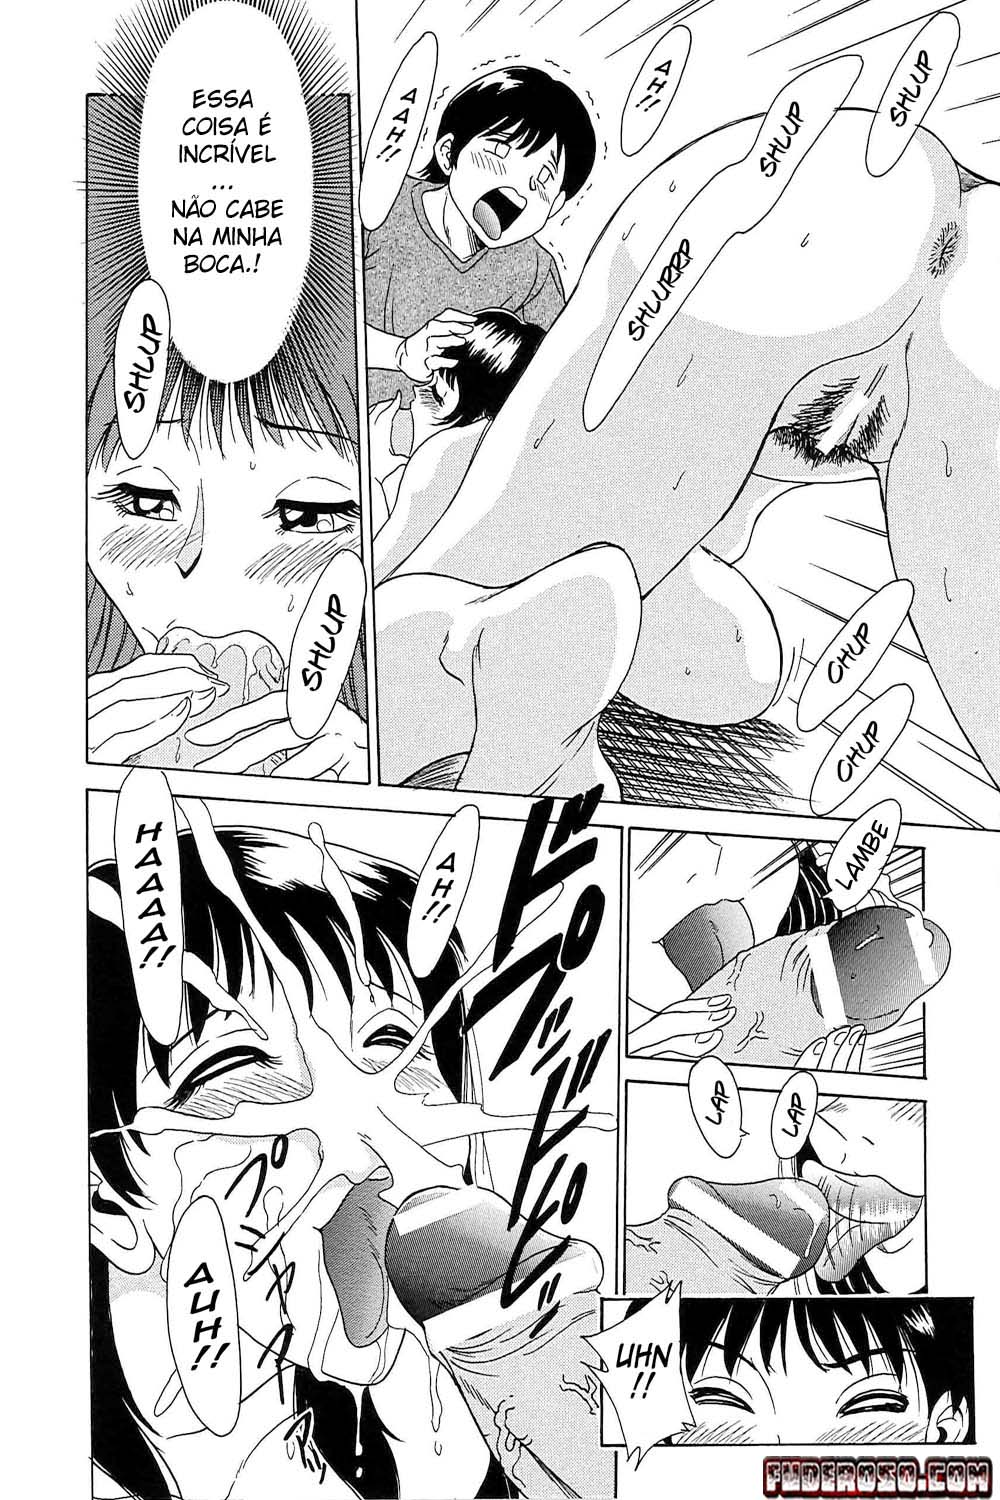 ESSA
COISA É
INCRÍVEL
...
NÃO CABE
NA MINHA
BOCA.!
SHLUP
SHLUP
AAH!!
AH!!
SHLUP
SHLUP
SHLURRP
CHUP
CHUP
LAMBE
LAP
LAP
UHN
!!
AH!!
HAAAA!!
AUH!!
FUDEROSO.COM